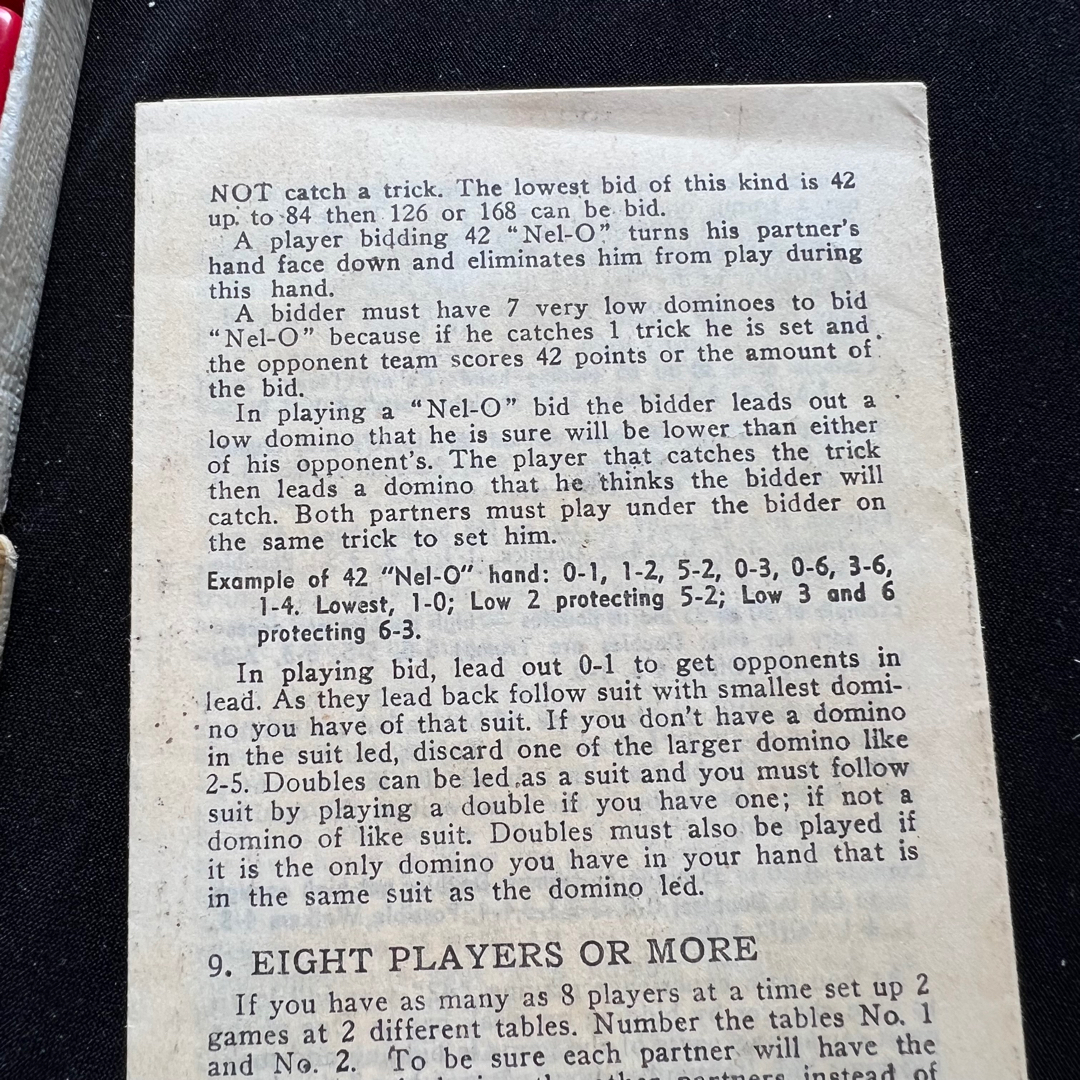 NOT catch a trick. The lowest bid of this kind is 42
up. to 84 then 126 or 168 can be bid.
A player bidding 42 “Nel-O” turns his partner's
hand face down and eliminates him from play during
this hand.
A bidder must have 7 very low dominoes to bid
“Nel-O” because if he catches 1 trick he is set and
the opponent team scores 42 points or the amount of
the bid.
In playing a “Nel-O” bid the bidder leads out a
low domino that he is sure will be lower than either
of his opponent's. The player that catches the trick
then leads a domino that he thinks the bidder will
catch. Both partners must play under the bidder on
the same trick to set him.
Example of 42 “Nel-O” hand: 0-1, 1-2, 5-2, 0-3, 0-6, 3-6,
1-4. Lowest, 1-0; Low 2 protecting 5-2; Low 3 and 6
protecting 6-3.
In playing bid, lead out 0-1 to get opponents in
lead. As they lead back follow suit with smallest domi-
no you have of that suit. If you don't have a domino
in the suit led, discard one of the larger domino like
2-5. Doubles can be led as a suit and you must follow
suit by playing a double if you have one; if not a
domino of like suit. Doubles must also be played if
it is the only domino you have in your hand that is
in the same suit as the domino led.
9. EIGHT PLAYERS OR MORE
If you have as many as 8 players at a time set up 2
games at 2 different tables. Number the tables No. 1
and No. 2. To be sure each partner will have the
partners instead of